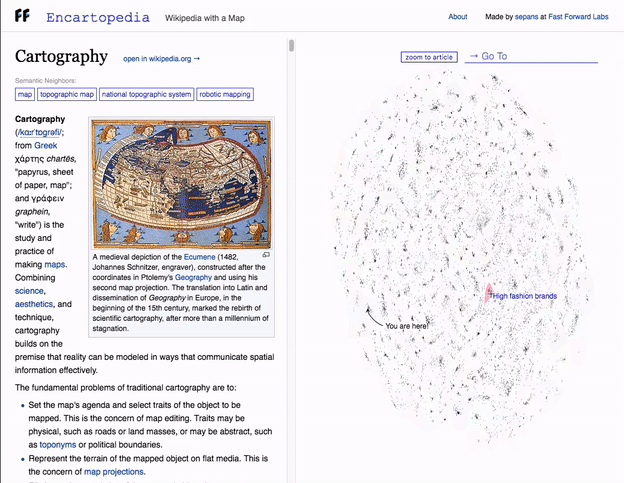 FF Encartopedia Wikipedia with a Map About Made by sepans at Fast Forward Labs
Cartography open in wikipedia.org →
Semantic Neighbors:
map topographic map national topographic system robotic mapping
Cartography
(/kɑrˈtɒɡrəfi/;
from Greek
χάρτης chartēs,
"papyrus, sheet
of paper, map";
and γράφειν
graphein,
"write") is the
study and
practice of
making maps.
Combining
science,
aesthetics, and
technique,
cartography
builds on the
premise that reality can be modeled in ways that communicate spatial
information effectively.
A medieval depiction of the Ecumene (1482,
Johannes Schnitzer, engraver), constructed after the
coordinates in Ptolemy's Geography and using his
second map projection. The translation into Latin and
dissemination of Geography in Europe, in the
beginning of the 15th century, marked the rebirth of
scientific cartography, after more than a millennium of
stagnation.
The fundamental problems of traditional cartography are to:
• Set the map's agenda and select traits of the object to be
mapped. This is the concern of map editing. Traits may be
physical, such as roads or land masses, or may be abstract, such
as toponyms or political boundaries.
• Represent the terrain of the mapped object on flat media. This is
the concern of map projections.
zoom to article → Go To
High fashion brands
You are here!